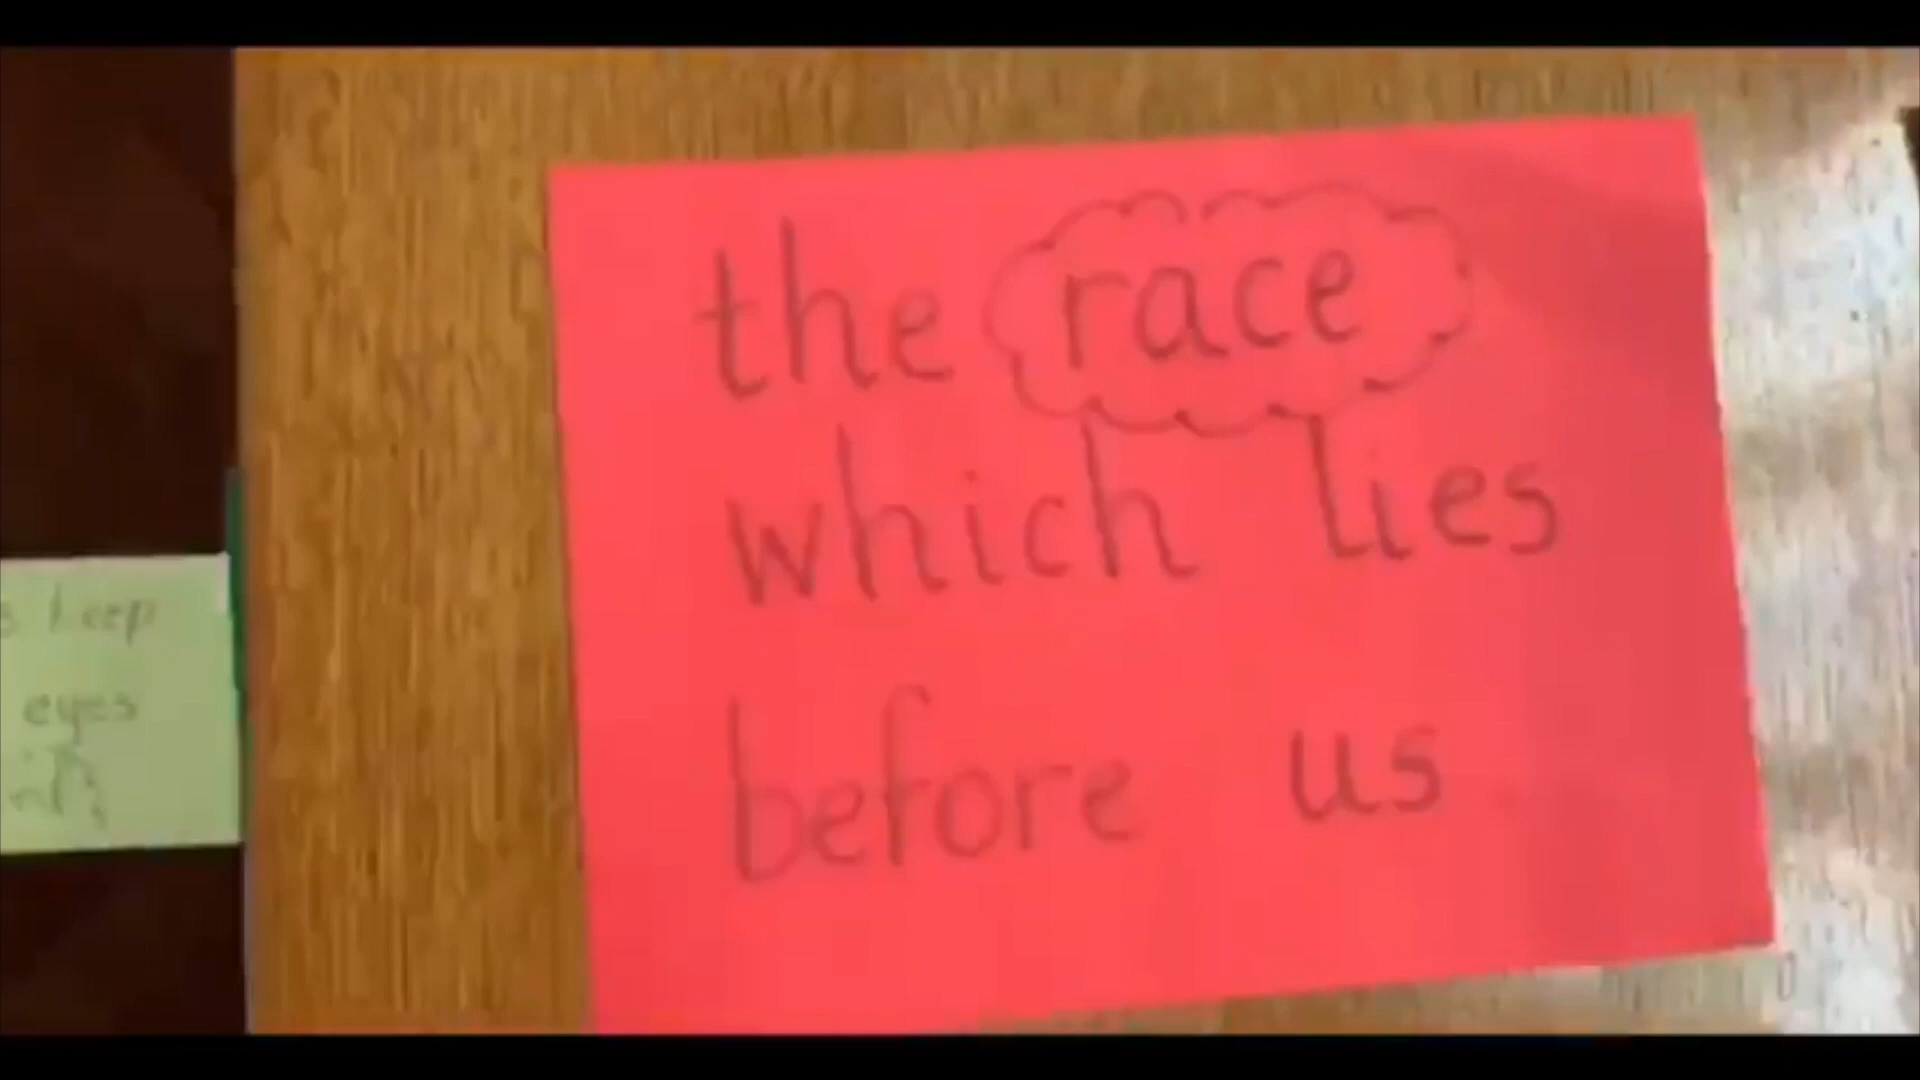 the race
which lies
before us
keep
eyes